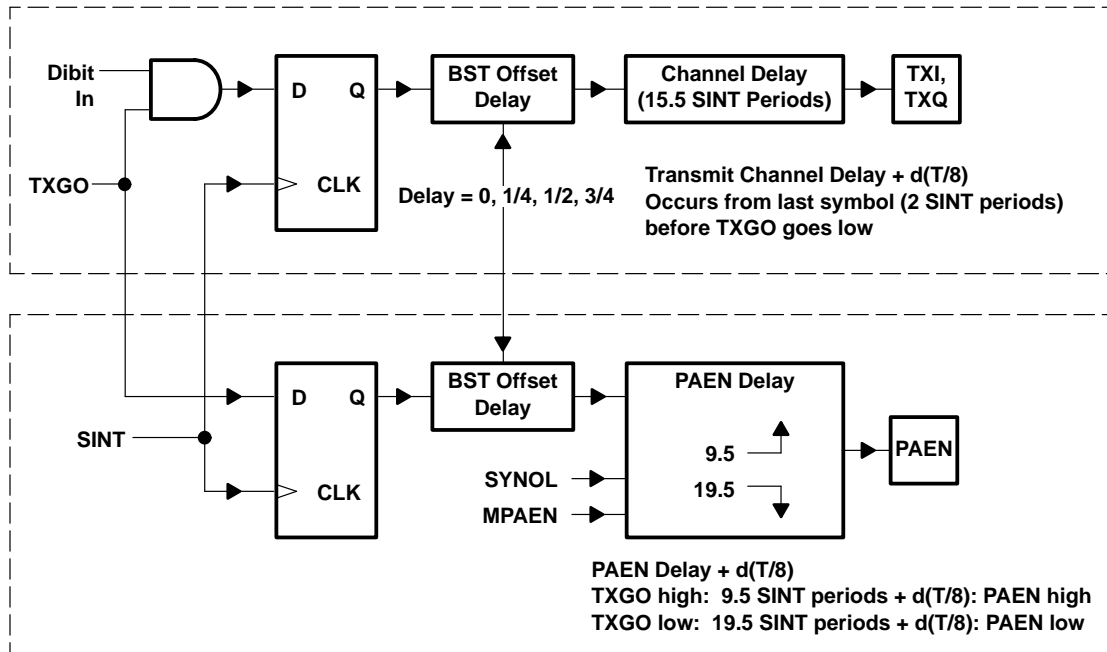 Dibit
In
D
Q
CLK
BST Offset
Delay
Channel Delay
(15.5 SINT Periods)
TXI,
TXQ
TXGO
Delay = 0, 1/4, 1/2, 3/4
Transmit Channel Delay + d(T/8)
Occurs from last symbol (2 SINT periods)
before TXGO goes low
D
Q
CLK
BST Offset
Delay
PAEN Delay
9.5
19.5
PAEN
SINT
SYNOL
MPAEN
PAEN Delay + d(T/8)
TXGO high: 9.5 SINT periods + d(T/8): PAEN high
TXGO low: 19.5 SINT periods + d(T/8): PAEN low